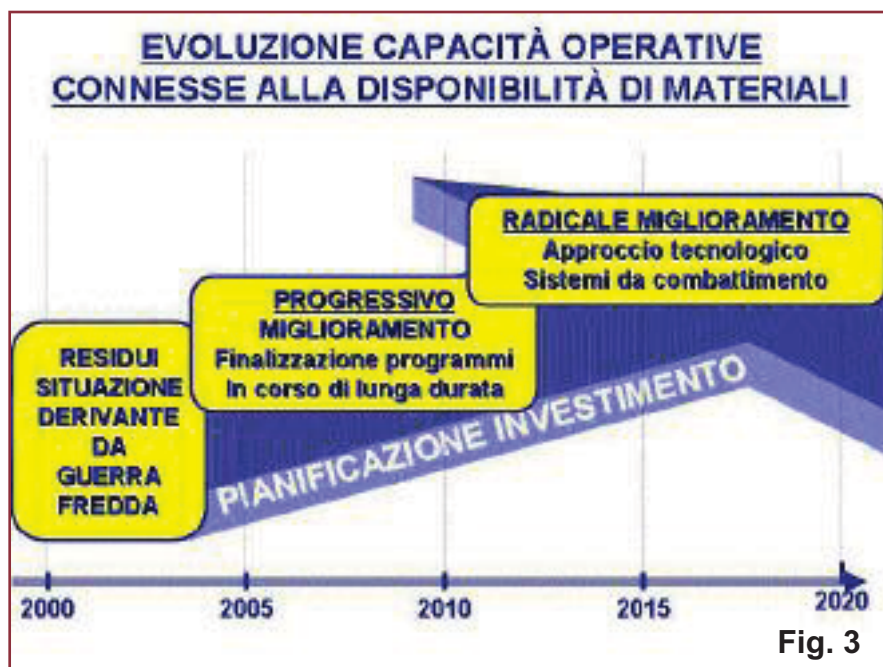 EVOLUZIONE CAPACITÀ OPERATIVE
CONNESSE ALLA DISPONIBILITÀ DI MATERIALI
RADICALE MIGLIORAMENTO
Approccio tecnologico
Sistemi da combattimento
PROGRESSIVO
MIGLIORAMENTO
Finalizzazione programmi
In corso di lunga durata
RESIDUI
SITUAZIONE
DERIVANTE
DA
GUERRA
FREDDA
PIANIFICAZIONE INVESTIMENTO
2000 2005 2010 2015 2020
Fig. 3